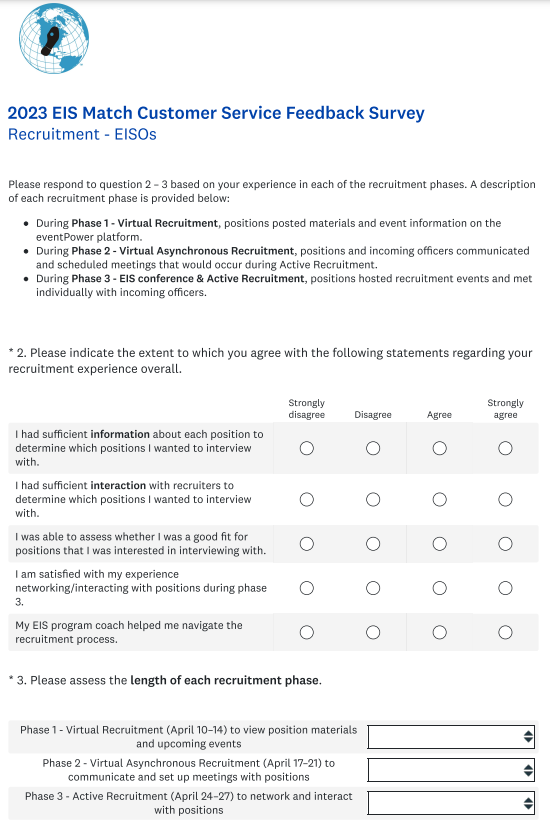 2023 EIS Match Customer Service Feedback Survey
Recruitment - EISOs
Please respond to question 2 – 3 based on your experience in each of the recruitment phases. A description
of each recruitment phase is provided below:
• During Phase 1 - Virtual Recruitment, positions posted materials and event information on the
eventPower platform.
• During Phase 2 - Virtual Asynchronous Recruitment, positions and incoming officers communicated
and scheduled meetings that would occur during Active Recruitment.
• During Phase 3 - EIS conference & Active Recruitment, positions hosted recruitment events and met
individually with incoming officers.
* 2. Please indicate the extent to which you agree with the following statements regarding your
recruitment experience overall.
Strongly
disagree
Disagree
Agree
Strongly
agree
I had sufficient information about each position to
determine which positions I wanted to interview
with.
I had sufficient interaction with recruiters to
determine which positions I wanted to interview
with.
I was able to assess whether I was a good fit for
positions that I was interested in interviewing with.
I am satisfied with my experience
networking/interacting with positions during phase
3.
My EIS program coach helped me navigate the
recruitment process.
* 3. Please assess the length of each recruitment phase.
Phase 1 - Virtual Recruitment (April 10–14) to view position materials
and upcoming events
Phase 2 - Virtual Asynchronous Recruitment (April 17–21) to
communicate and set up meetings with positions
Phase 3 - Active Recruitment (April 24–27) to network and interact
with positions